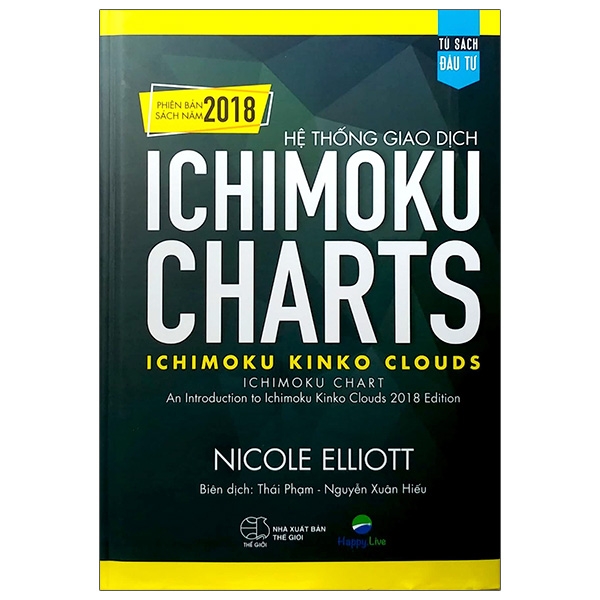 TỦ SÁCH
ĐẦU TƯ
PHIÊN BẢN
SÁCH NĂM 2018
HỆ THỐNG GIAO DỊCH
ICHIMOKU
CHARTS
ICHIMOKU KINKO CLOUDS
ICHIMOKU CHART
An Introduction to Ichimoku Kinko Clouds 2018 Edition
NICOLE ELLIOTT
Biên dịch: Thái Phạm - Nguyễn Xuân Hiếu
THẾ GIỚI
NHÀ XUẤT BẢN
THẾ GIỚI
Happy.Live